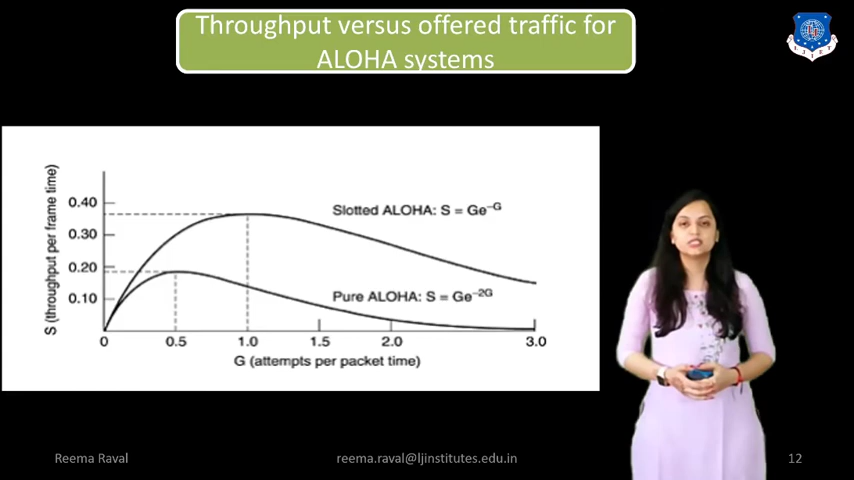 Throughput versus offered traffic for
ALOHA systems
LJIET
S (throughput per frame time)
0.40
0.30
0.20
0.10
Slotted ALOHA: S = Ge⁻ᴳ
Pure ALOHA: S = Ge⁻²ᴳ
0 0.5 1.0 1.5 2.0 3.0
G (attempts per packet time)
Reema Raval reema.raval@ljinstitutes.edu.in 12